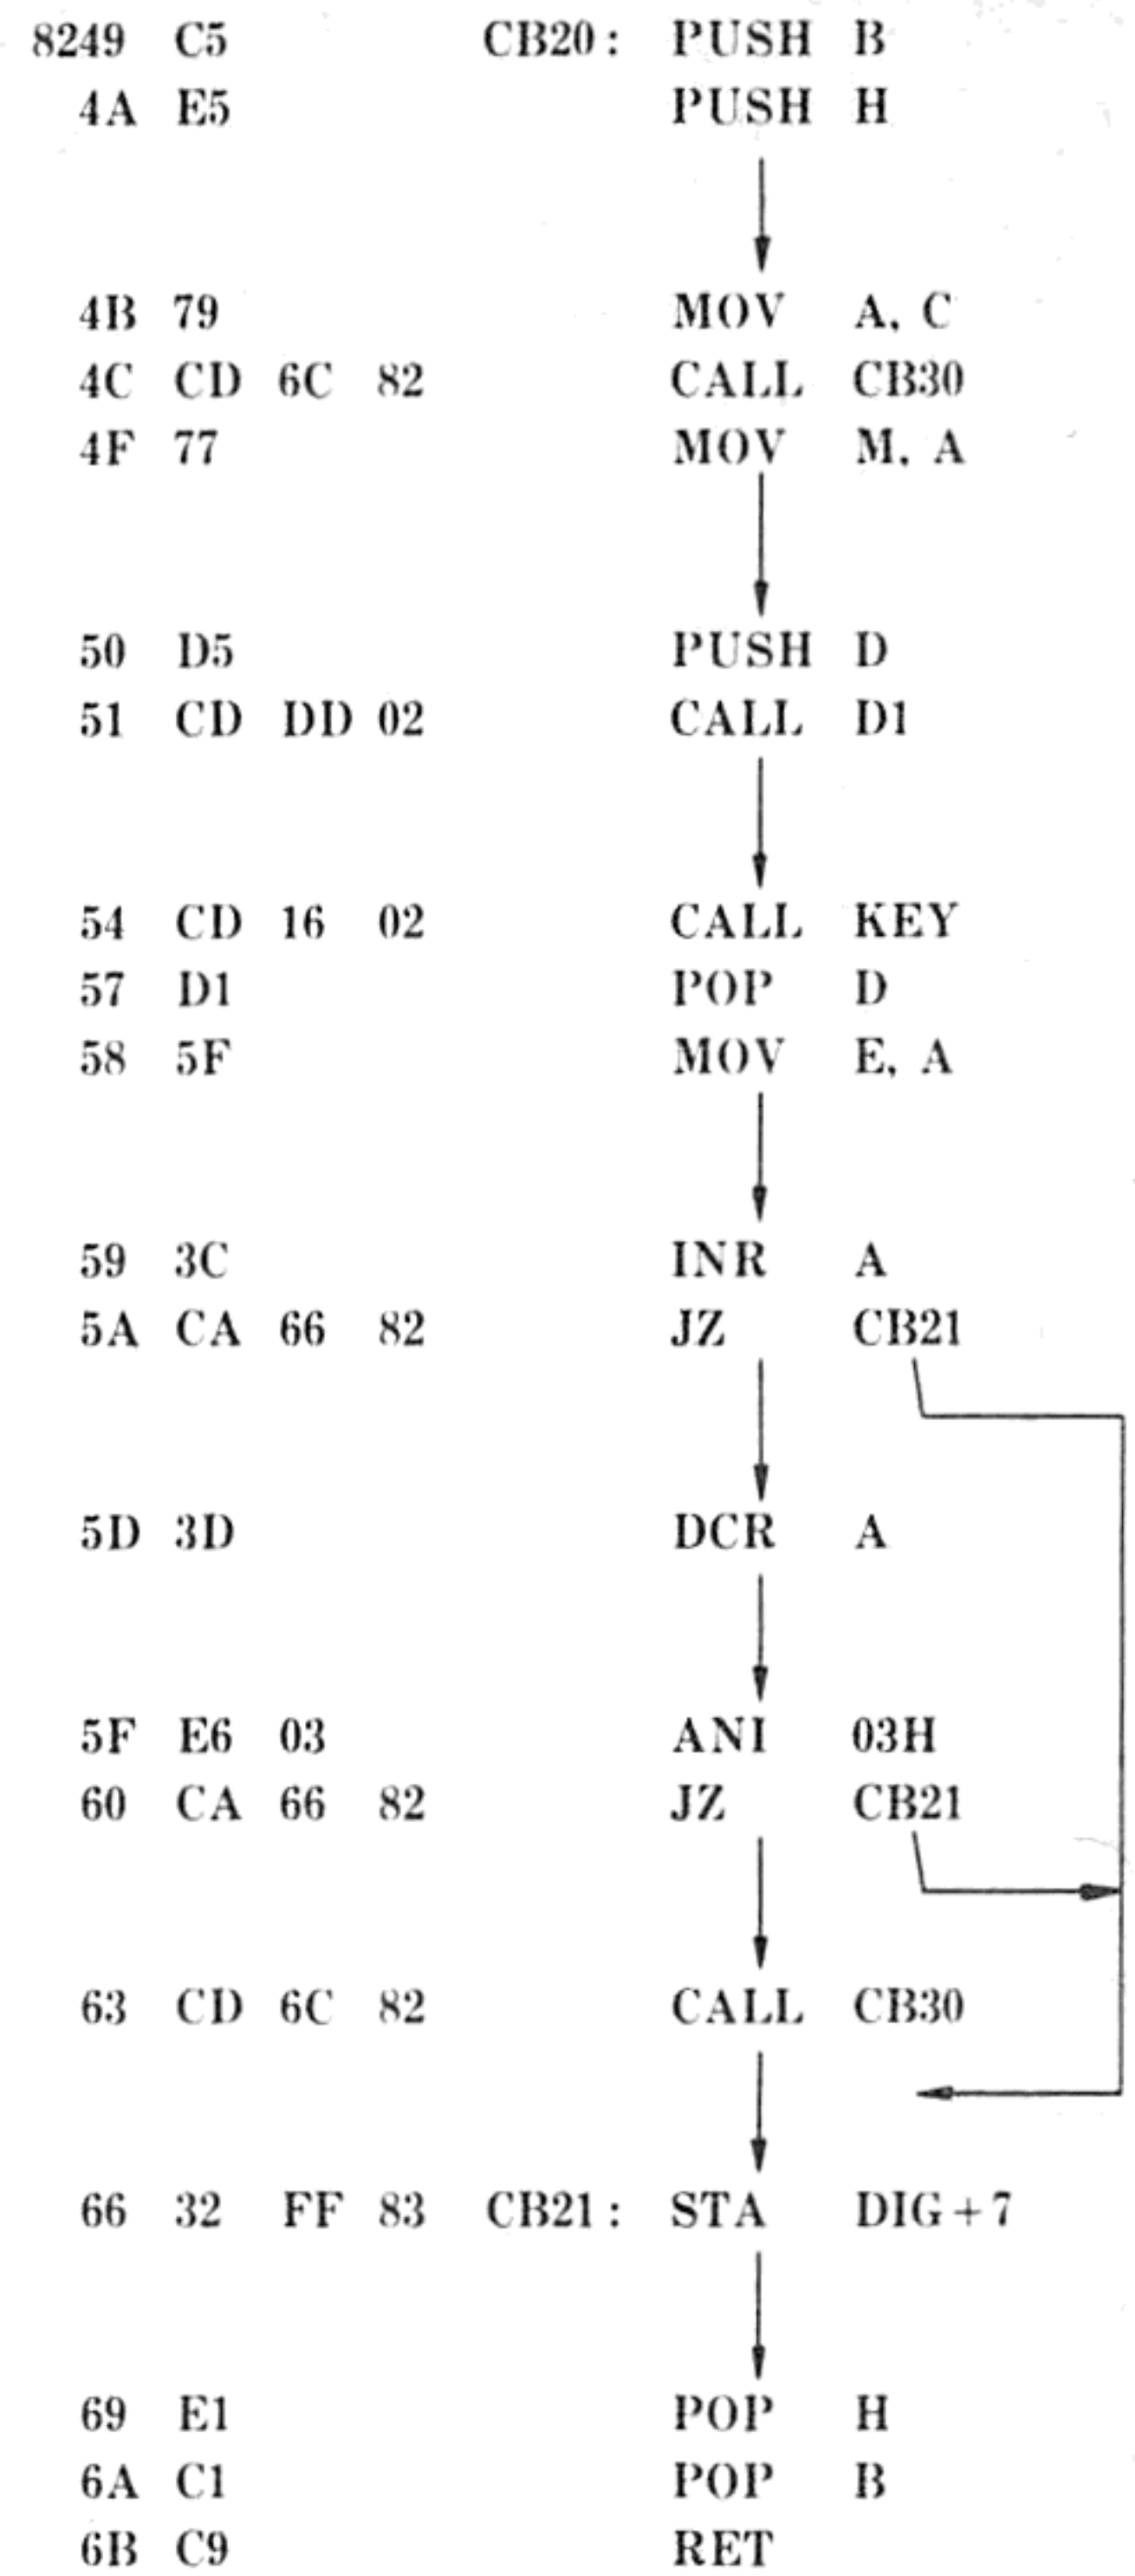 8249 C5 CB20: PUSH B
4A E5 PUSH H
4B 79 MOV A, C
4C CD 6C 82 CALL CB30
4F 77 MOV M, A
50 D5 PUSH D
51 CD DD 02 CALL D1
54 CD 16 02 CALL KEY
57 D1 POP D
58 5F MOV E, A
59 3C INR A
5A CA 66 82 JZ CB21
5D 3D DCR A
5F E6 03 ANI 03H
60 CA 66 82 JZ CB21
63 CD 6C 82 CALL CB30
66 32 FF 83 CB21: STA DIG+7
69 E1 POP H
6A C1 POP B
6B C9 RET